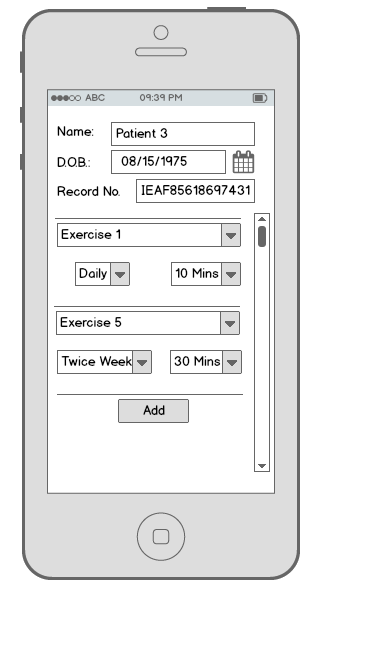 ABC 09:39 PM
Name: Patient 3
D.O.B.: 08/15/1975
Record No. IEAF85618697431
Exercise 1
Daily 10 Mins
Exercise 5
Twice Week 30 Mins
Add